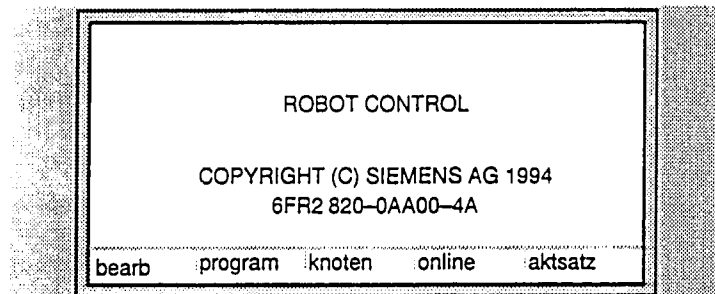 ROBOT CONTROL
COPYRIGHT (C) SIEMENS AG 1994
6FR2 820–0AA00–4A
bearb program knoten online aktsatz